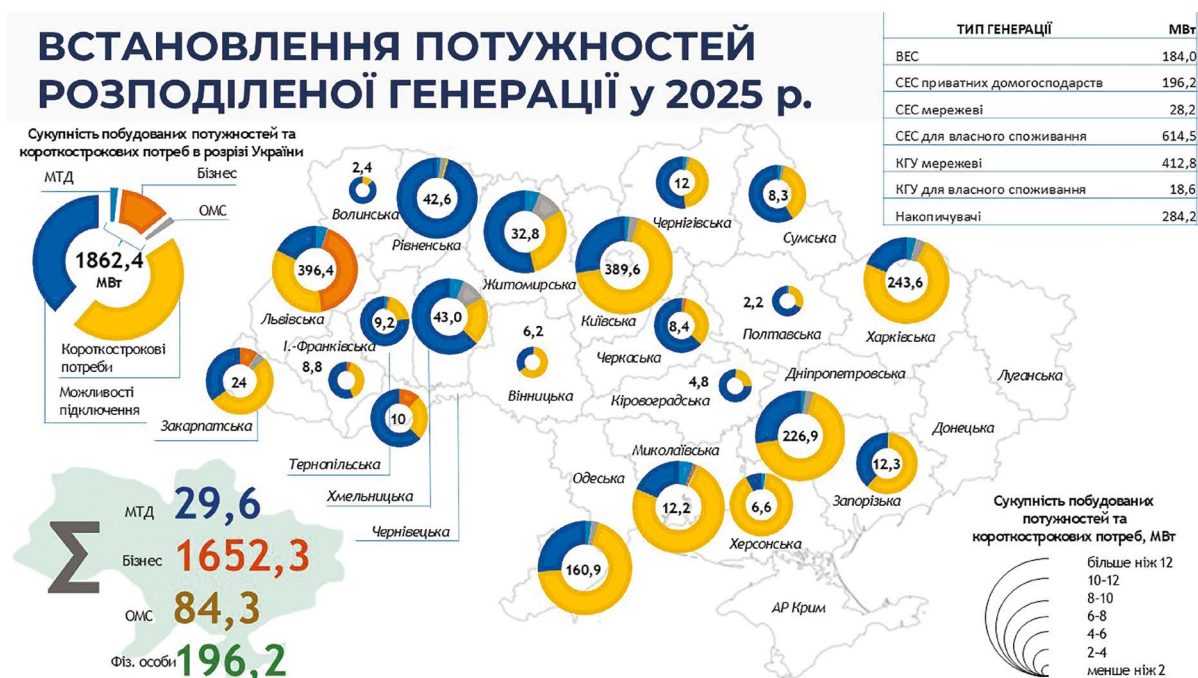 ВСТАНОВЛЕННЯ ПОТУЖНОСТЕЙ
РОЗПОДІЛЕНОЇ ГЕНЕРАЦІЇ у 2025 р.
ТИП ГЕНЕРАЦІЇ МВт
ВЕС 184,0
СЕС приватних домогосподарств 196,2
СЕС мережеві 28,2
СЕС для власного споживання 614,5
КГУ мережеві 412,8
КГУ для власного споживання 18,6
Накопичувачі 284,2
Сукупність побудованих потужностей та
короткострокових потреб в розрізі України
МТД
Бізнес
ОМС
1862,4
МВт
Короткострокові
потреби
Можливості
підключення
2,4
Волинська
42,6
Рівненська
32,8
Житомирська
12
Чернігівська
8,3
Сумська
396,4
Львівська
389,6
Київська
243,6
Харківська
9,2
І.-Франківська
43,0
8,4
Черкаська
2,2
Полтавська
6,2
Вінницька
8,8
24
Закарпатська
10
Тернопільська
Хмельницька
Чернівецька
4,8
Кіровоградська
Дніпропетровська
226,9
Луганська
Донецька
12,3
Запорізька
Миколаївська
12,2
Одеська
6,6
Херсонська
160,9
АР Крим
Σ
МТД 29,6
Бізнес 1652,3
ОМС 84,3
Фіз. особи 196,2
Сукупність побудованих
потужностей та
короткострокових потреб, МВт
більше ніж 12
10-12
8-10
6-8
4-6
2-4
менше ніж 2